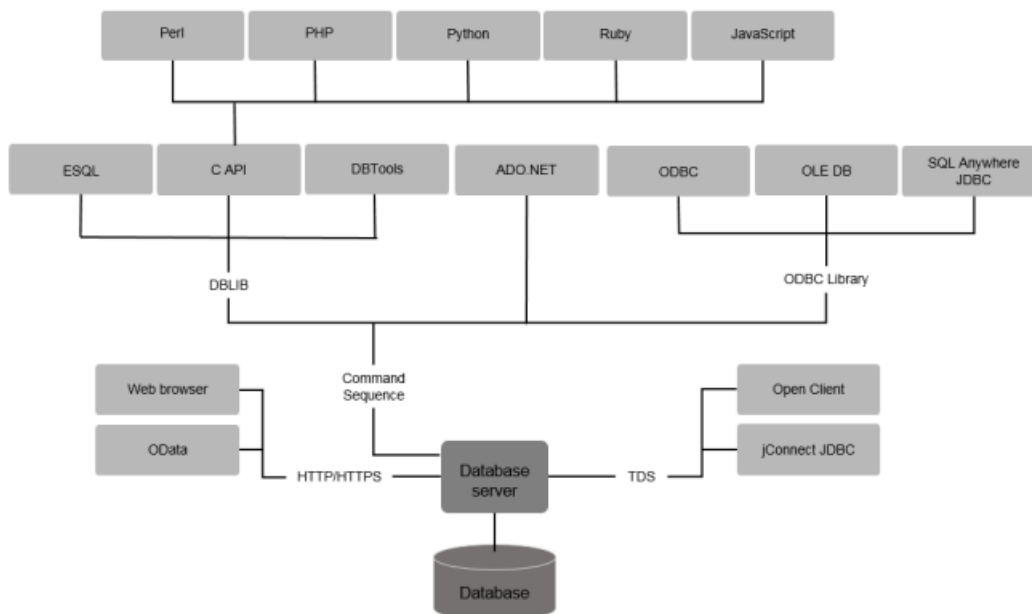 Perl
PHP
Python
Ruby
JavaScript
ESQL
C API
DBTools
ADO.NET
ODBC
OLE DB
SQL Anywhere
JDBC
DBLIB
ODBC Library
Web browser
Command
Sequence
Open Client
OData
jConnect JDBC
HTTP/HTTPS
Database
server
TDS
Database